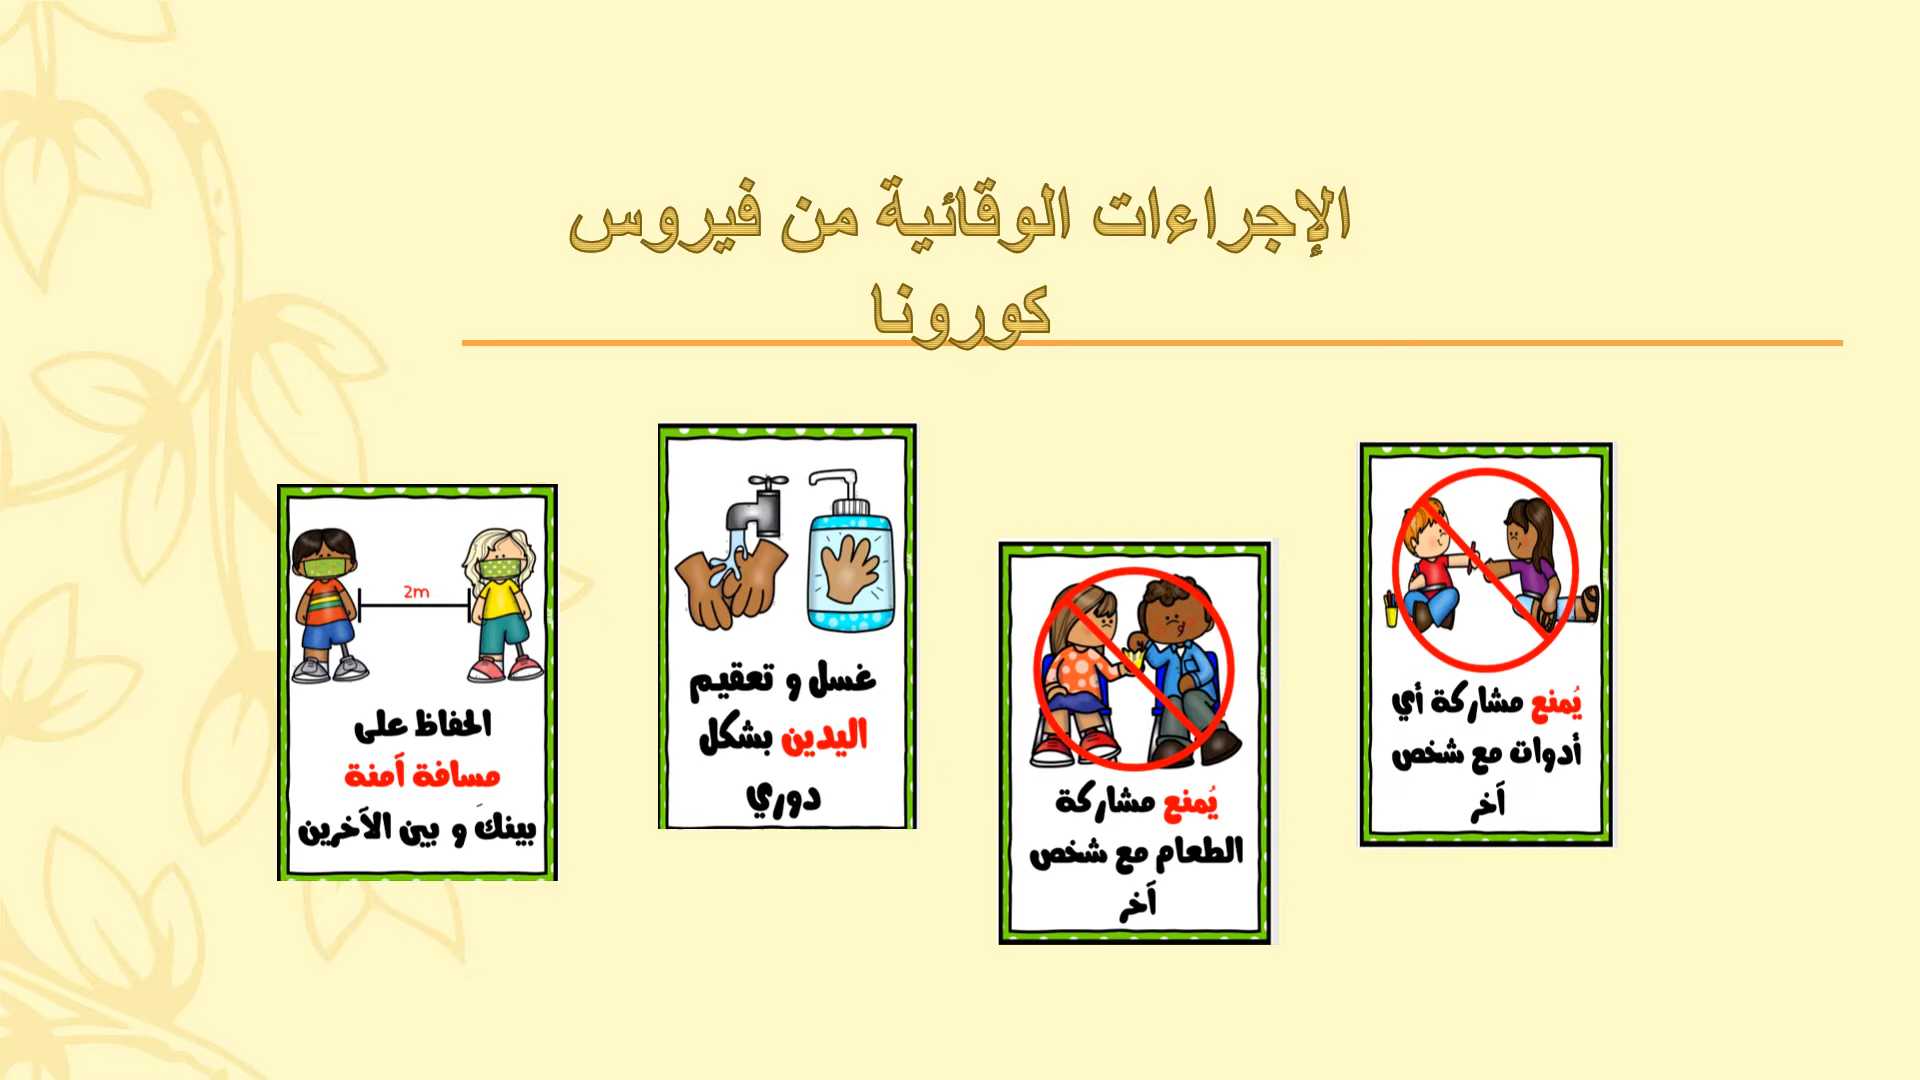 الإجراءات الوقائية من فيروس
كورونا
يُمنع مشاركة أي
أدوات مع شخص
آخر
يُمنع مشاركة
الطعام مع شخص
آخر
غسل و تعقيم
اليدين بشكل
دوري
2m
الحفاظ على
مسافة آمنة
بينكَ و بين الآخرين